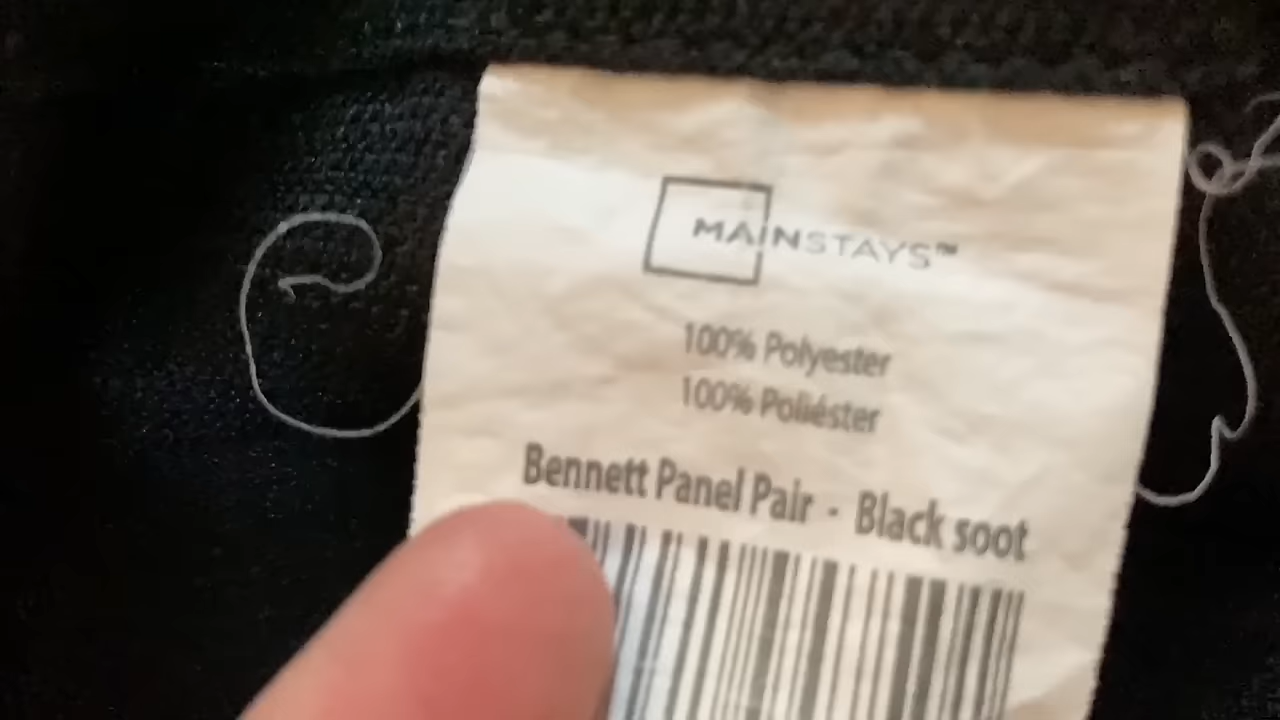 MAINSTAYS™
100% Polyester
100% Poliéster
Bennett Panel Pair - Black soot